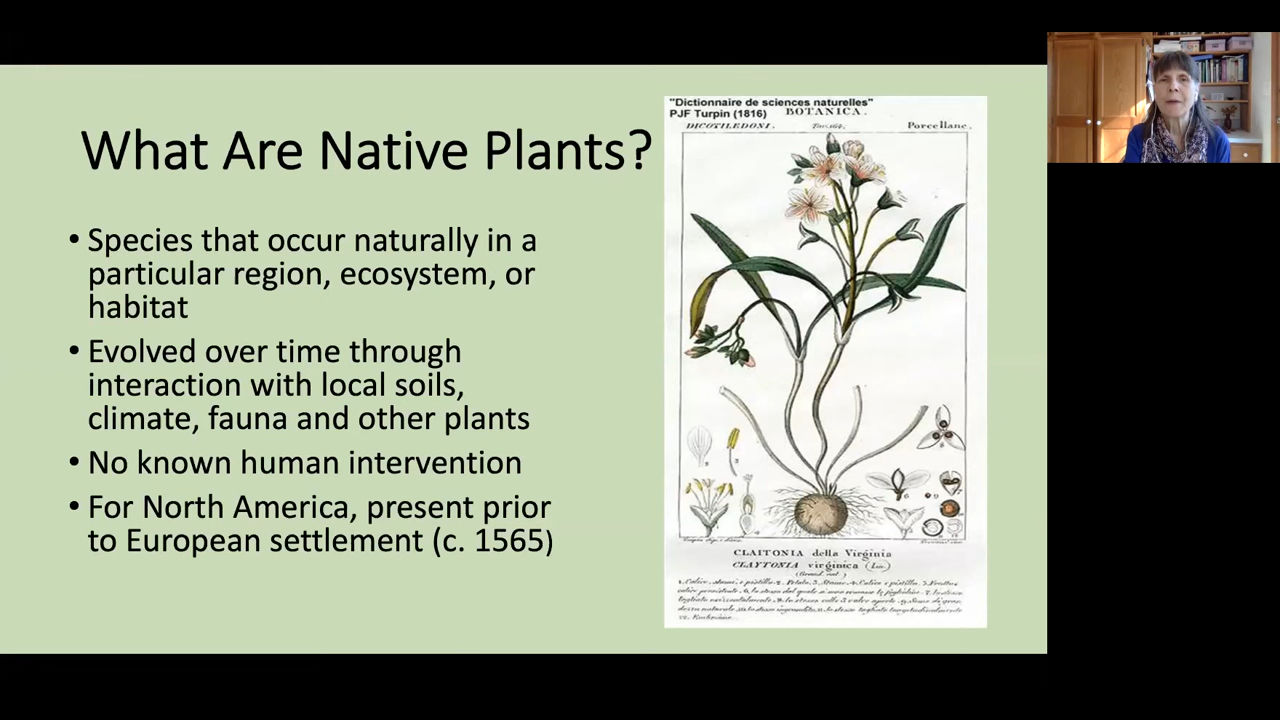 What Are Native Plants?
• Species that occur naturally in a
particular region, ecosystem, or
habitat
• Evolved over time through
interaction with local soils,
climate, fauna and other plants
• No known human intervention
• For North America, present prior
to European settlement (c. 1565)
"Dictionnaire de sciences naturelles"
PJF Turpin (1816) BOTANICA.
DICOTILEDONI. Porcellane.
CLAITONIA della Virginia
CLAYTONIA virginica (Lin.)